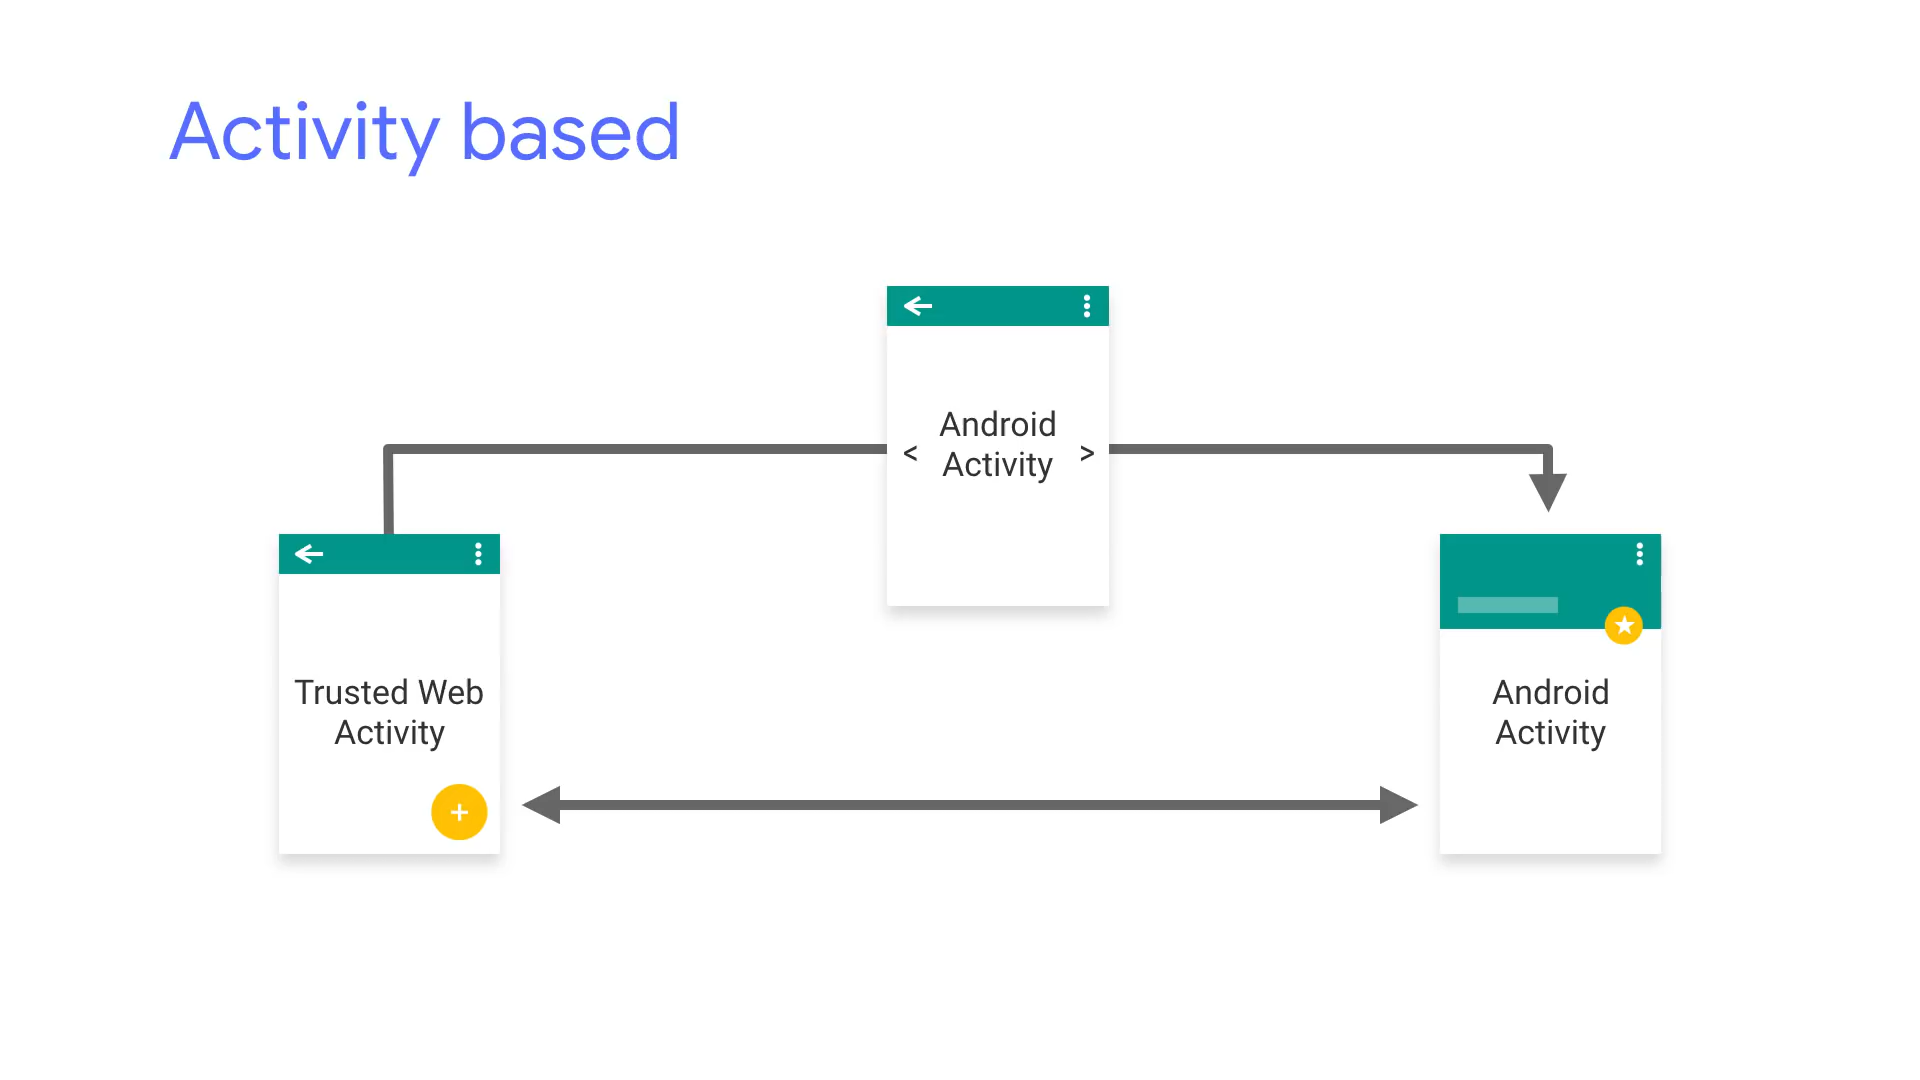 Activity based
Android
< Activity >
Trusted Web
Activity
+
Android
Activity